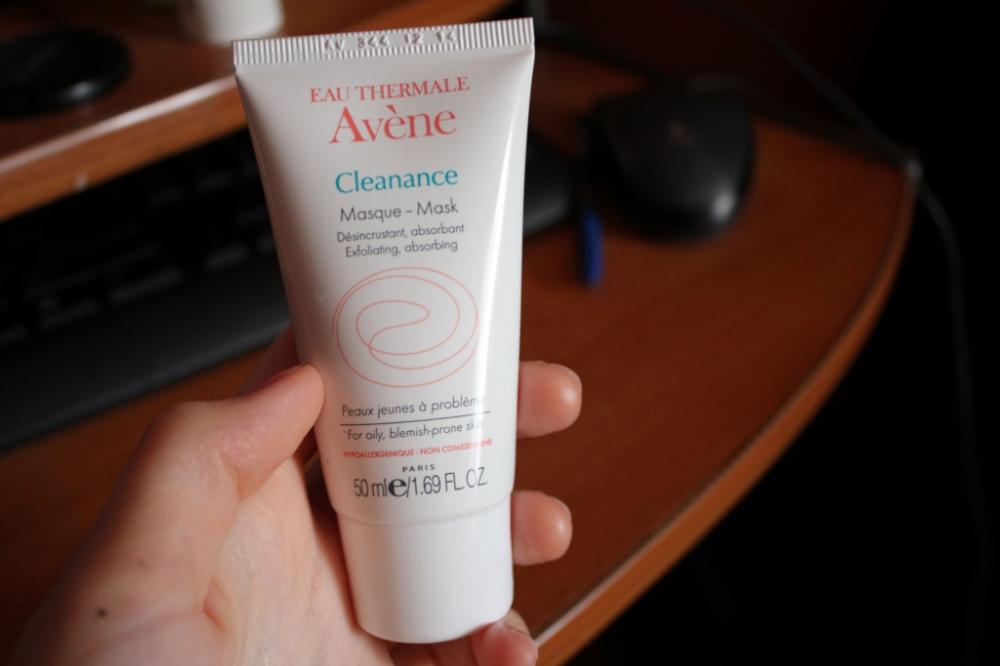 EAU THERMALE
Avène
Cleanance
Masque – Mask
Désincrustant, absorbant
Exfoliating, absorbing
Peaux jeunes à problème
For oily, blemish-prone skin
HYPOALLERGENIQUE - NON COMEDOGENE
PARIS
50 ml e/1.69 FL.OZ.